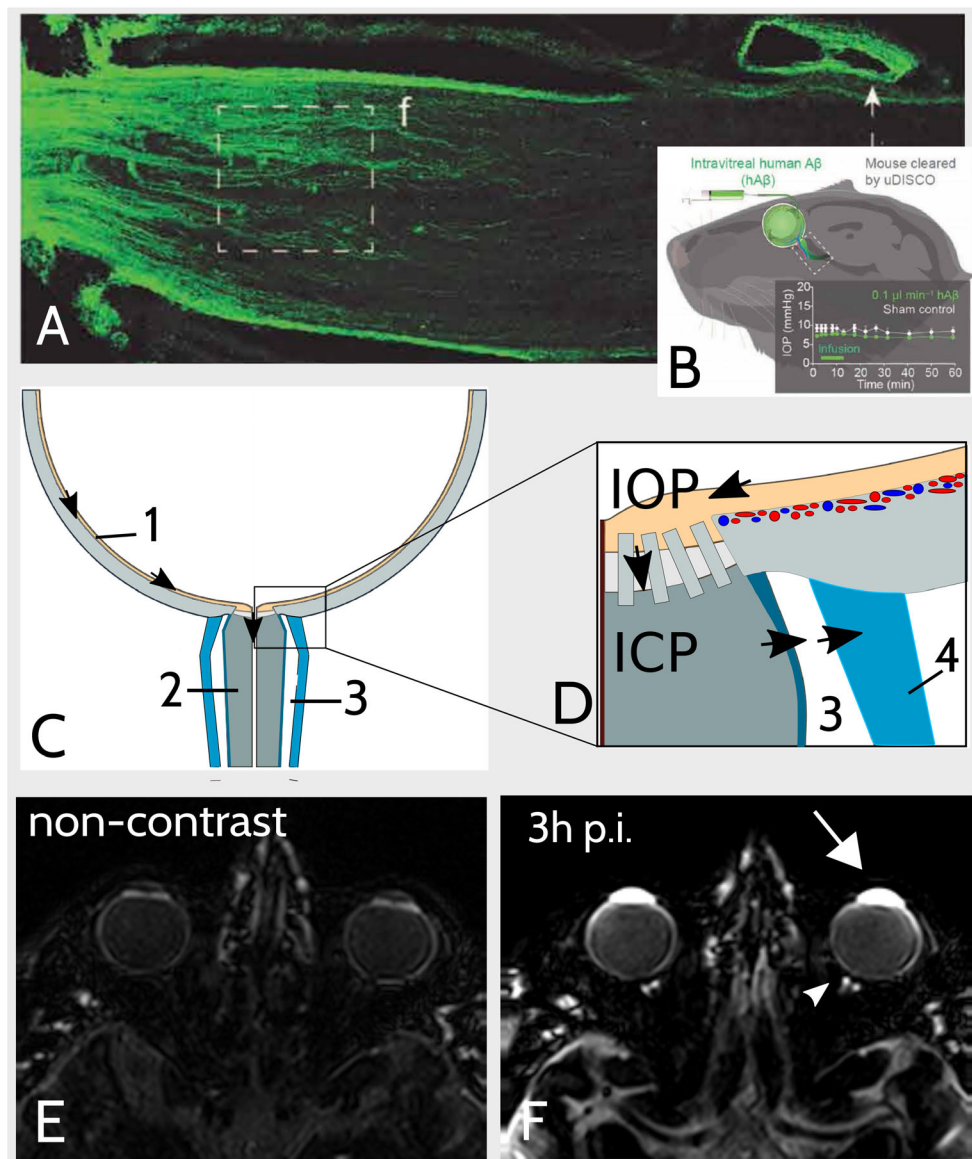 f
A
Intravitreal human Aβ
(hAβ)
Mouse cleared
by uDISCO
0.1 µl min⁻¹ hAβ
Sham control
IOP (mmHg)
20
15
10
5
0
infusion
0 10 20 30 40 50 60
Time (min)
B
1
2
3
C
IOP
ICP
D
3
4
non-contrast
E
3h p.i.
F